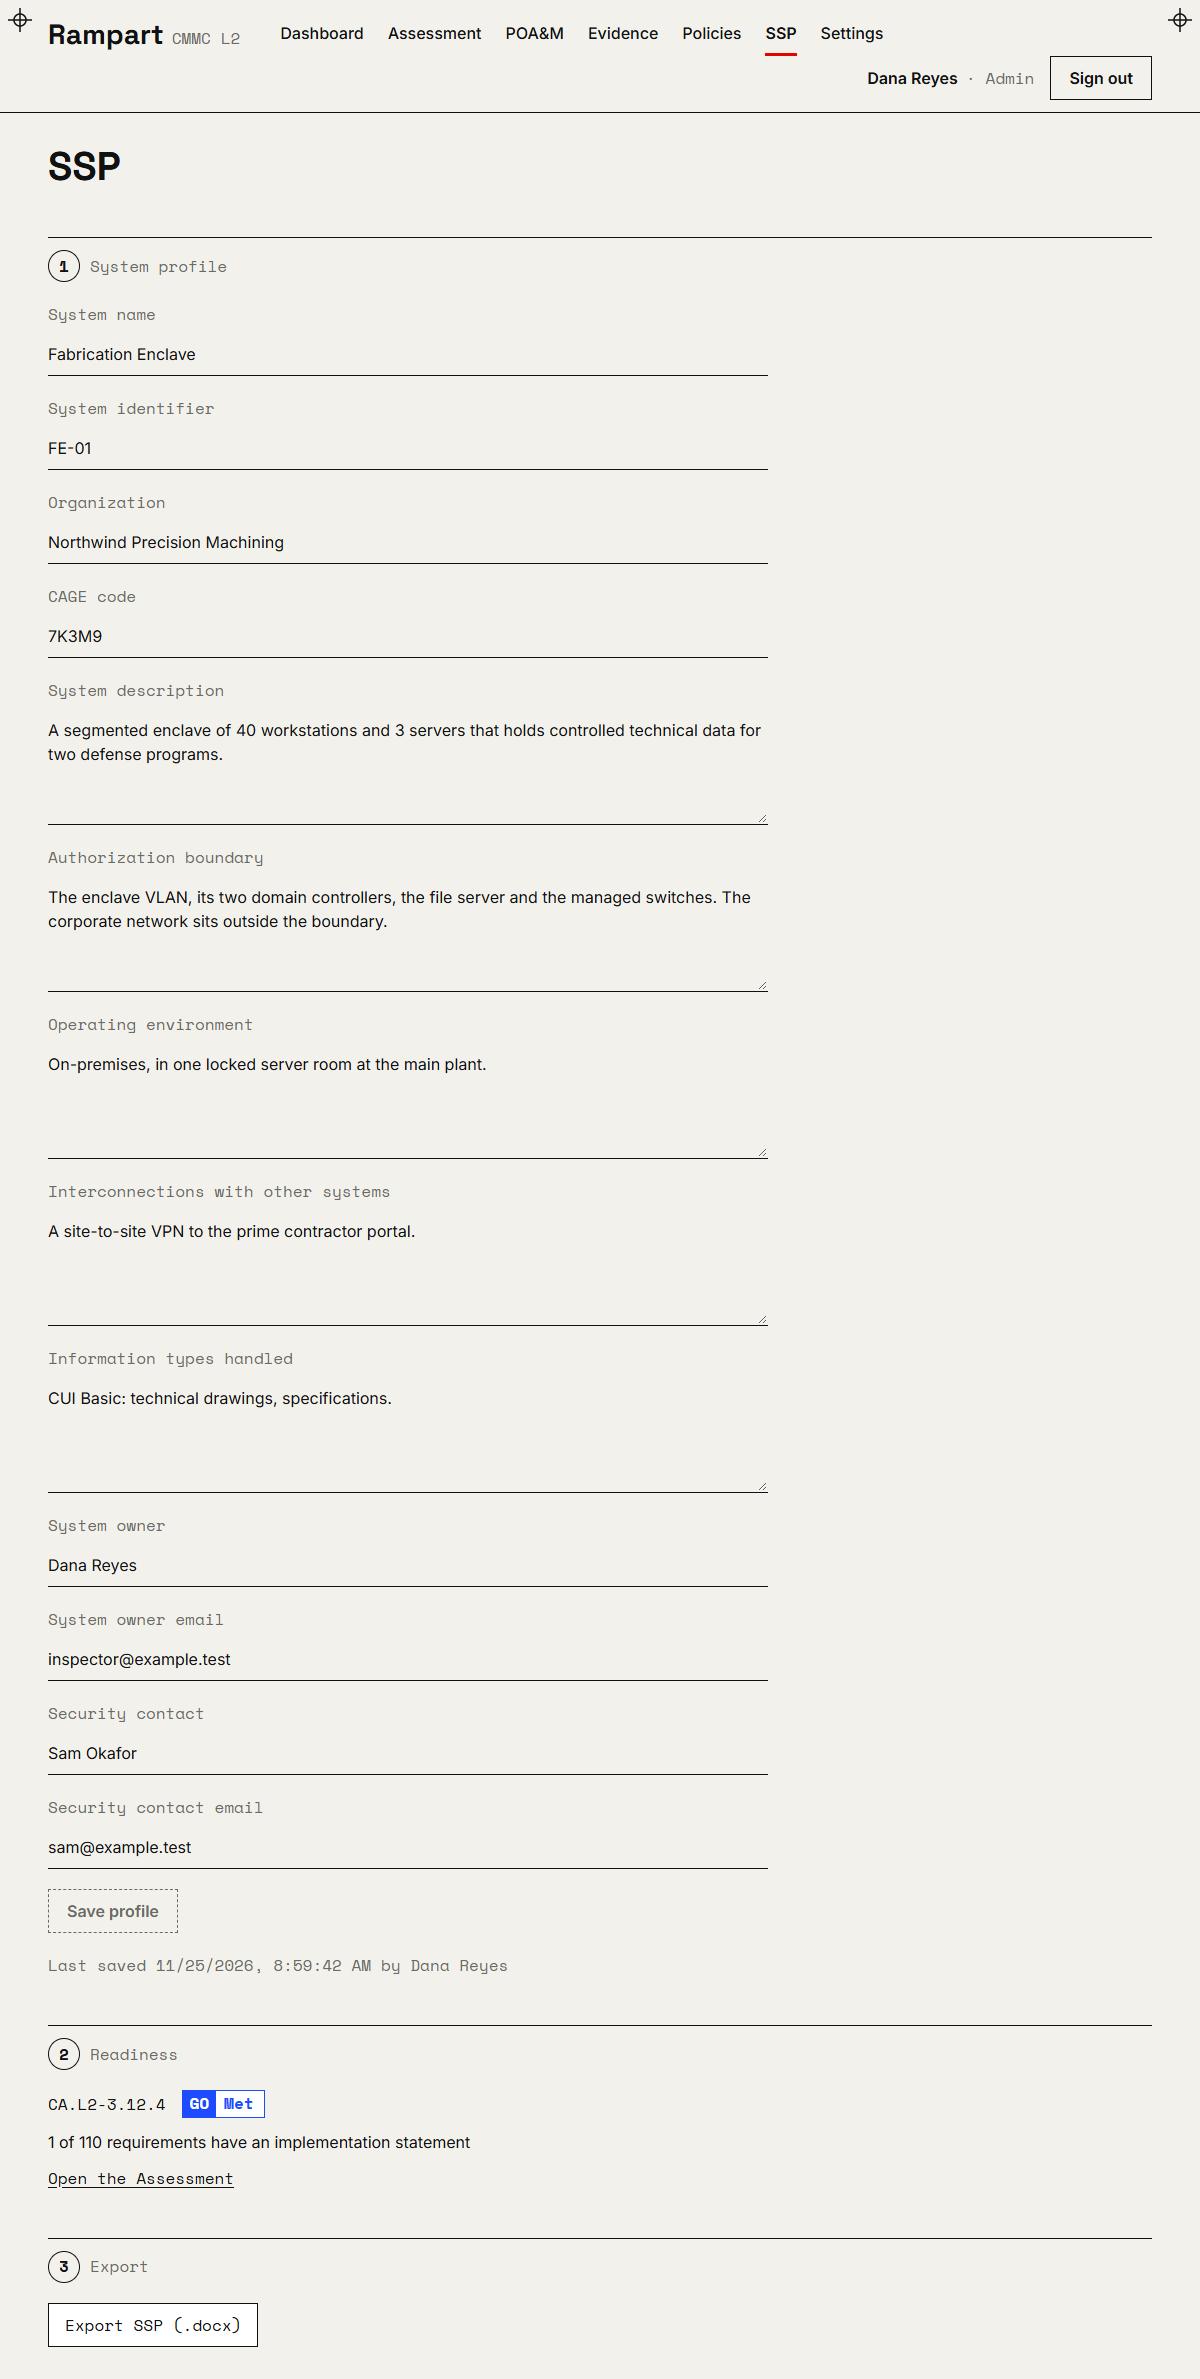 Rampart CMMC L2
Dashboard Assessment POA&M Evidence Policies SSP Settings
Dana Reyes · Admin Sign out
SSP
1 System profile
System name
Fabrication Enclave
System identifier
FE-01
Organization
Northwind Precision Machining
CAGE code
7K3M9
System description
A segmented enclave of 40 workstations and 3 servers that holds controlled technical data for
two defense programs.
Authorization boundary
The enclave VLAN, its two domain controllers, the file server and the managed switches. The
corporate network sits outside the boundary.
Operating environment
On-premises, in one locked server room at the main plant.
Interconnections with other systems
A site-to-site VPN to the prime contractor portal.
Information types handled
CUI Basic: technical drawings, specifications.
System owner
Dana Reyes
System owner email
inspector@example.test
Security contact
Sam Okafor
Security contact email
sam@example.test
Save profile
Last saved 11/25/2026, 8:59:42 AM by Dana Reyes
2 Readiness
CA.L2-3.12.4 GO Met
1 of 110 requirements have an implementation statement
Open the Assessment
3 Export
Export SSP (.docx)